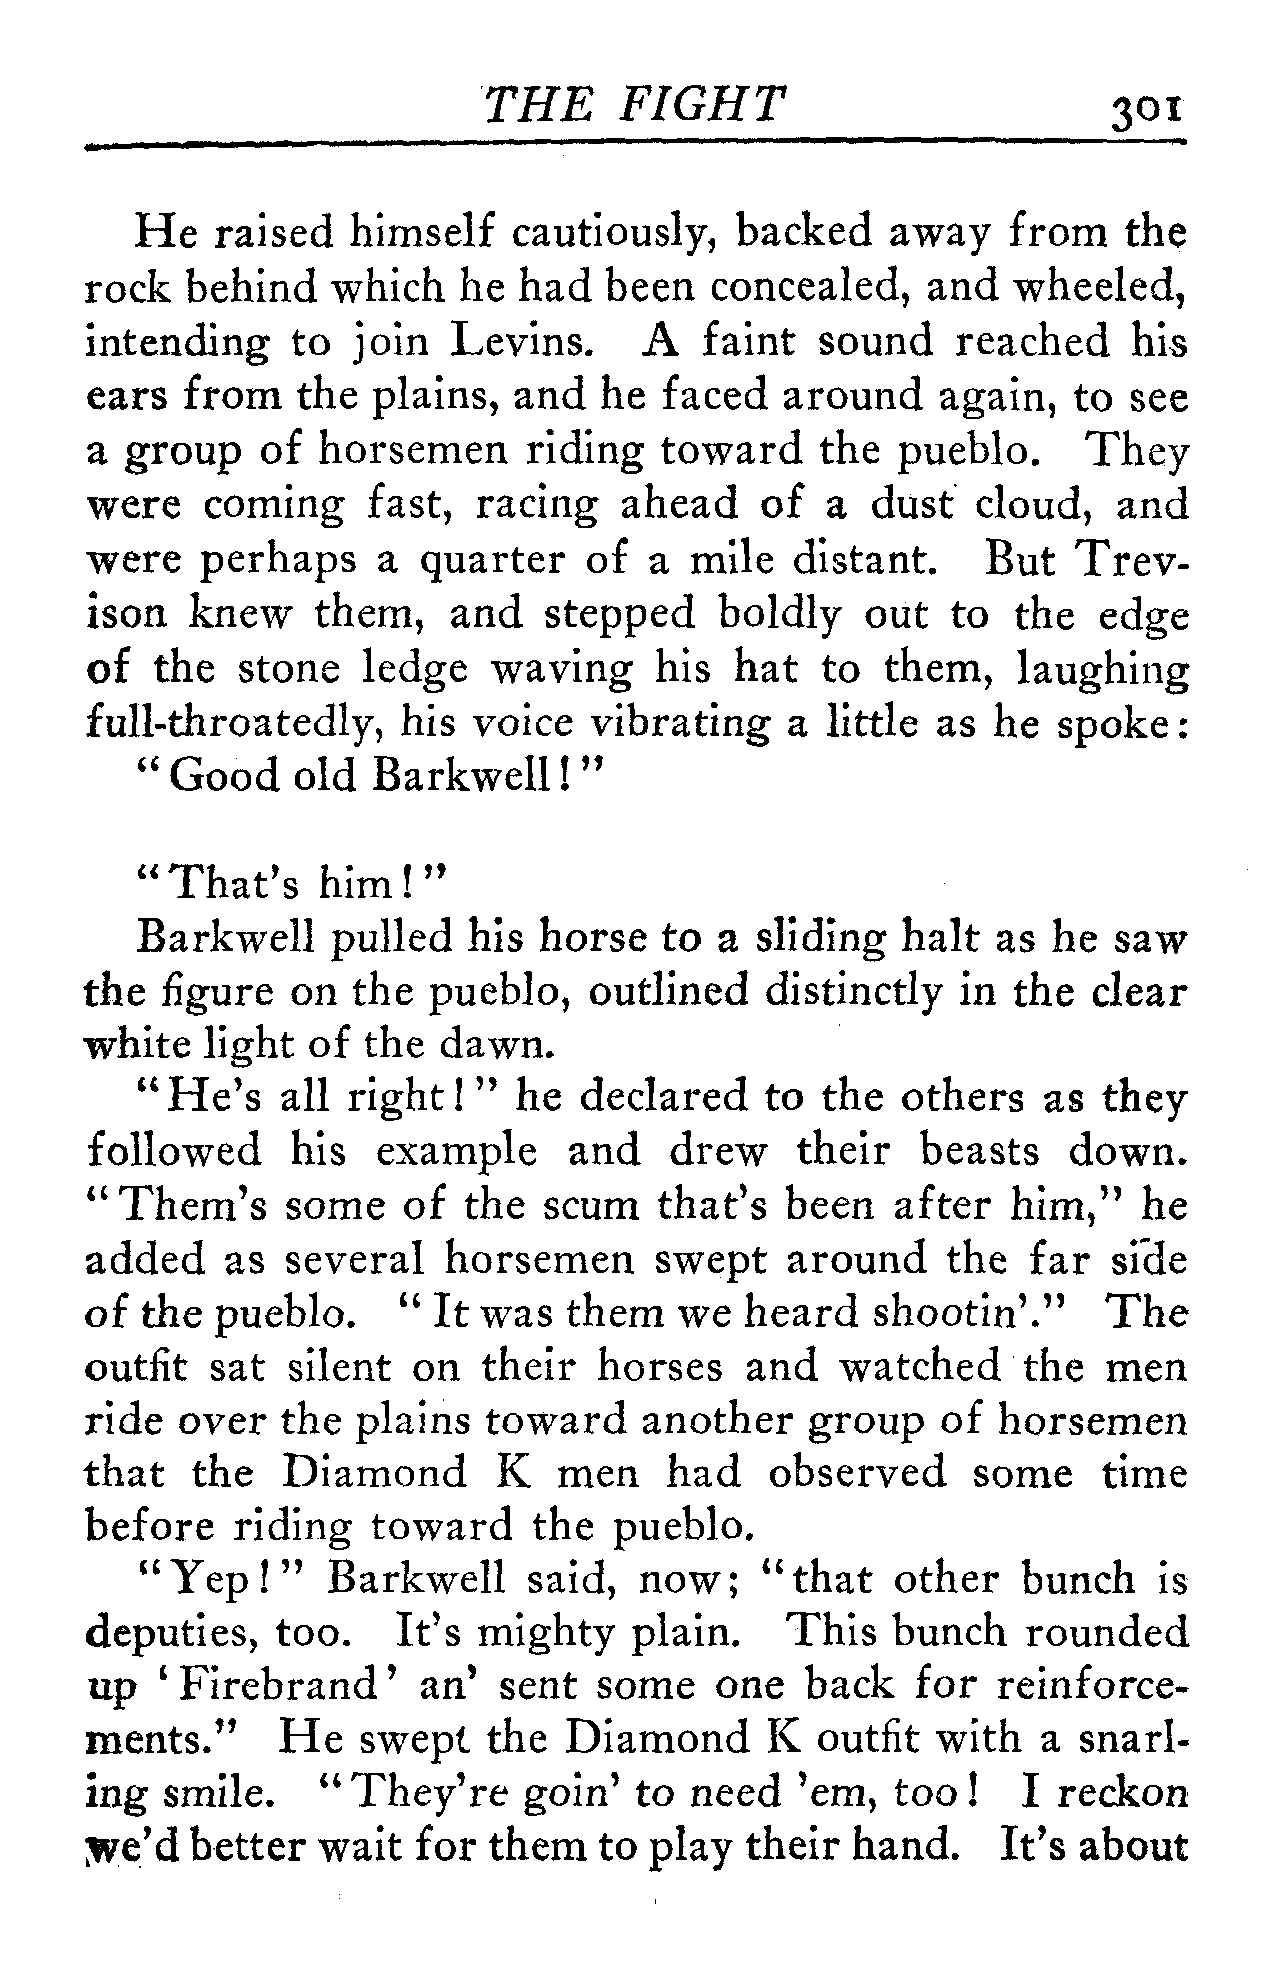 THE FIGHT 301
He raised himself cautiously, backed away from the
rock behind which he had been concealed, and wheeled,
intending to join Levins. A faint sound reached his
ears from the plains, and he faced around again, to see
a group of horsemen riding toward the pueblo. They
were coming fast, racing ahead of a dust cloud, and
were perhaps a quarter of a mile distant. But Trev-
ison knew them, and stepped boldly out to the edge
of the stone ledge waving his hat to them, laughing
full-throatedly, his voice vibrating a little as he spoke:
"Good old Barkwell!"
"That's him!"
Barkwell pulled his horse to a sliding halt as he saw
the figure on the pueblo, outlined distinctly in the clear
white light of the dawn.
"He's all right!" he declared to the others as they
followed his example and drew their beasts down.
"Them's some of the scum that's been after him," he
added as several horsemen swept around the far side
of the pueblo. "It was them we heard shootin'." The
outfit sat silent on their horses and watched the men
ride over the plains toward another group of horsemen
that the Diamond K men had observed some time
before riding toward the pueblo.
"Yep!" Barkwell said, now; "that other bunch is
deputies, too. It's mighty plain. This bunch rounded
up 'Firebrand' an' sent some one back for reinforce-
ments." He swept the Diamond K outfit with a snarl-
ing smile. "They're goin' to need 'em, too! I reckon
we'd better wait for them to play their hand. It's about